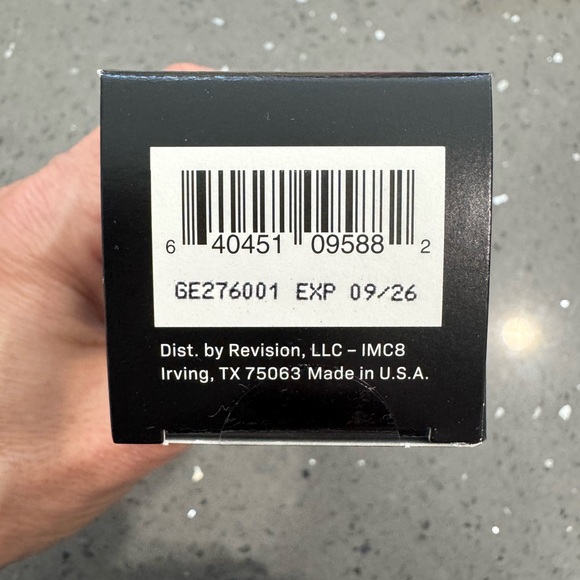 6 40451 09588 2
GE276001 EXP 09/26
Dist. by Revision, LLC – IMC8
Irving, TX 75063 Made in U.S.A.